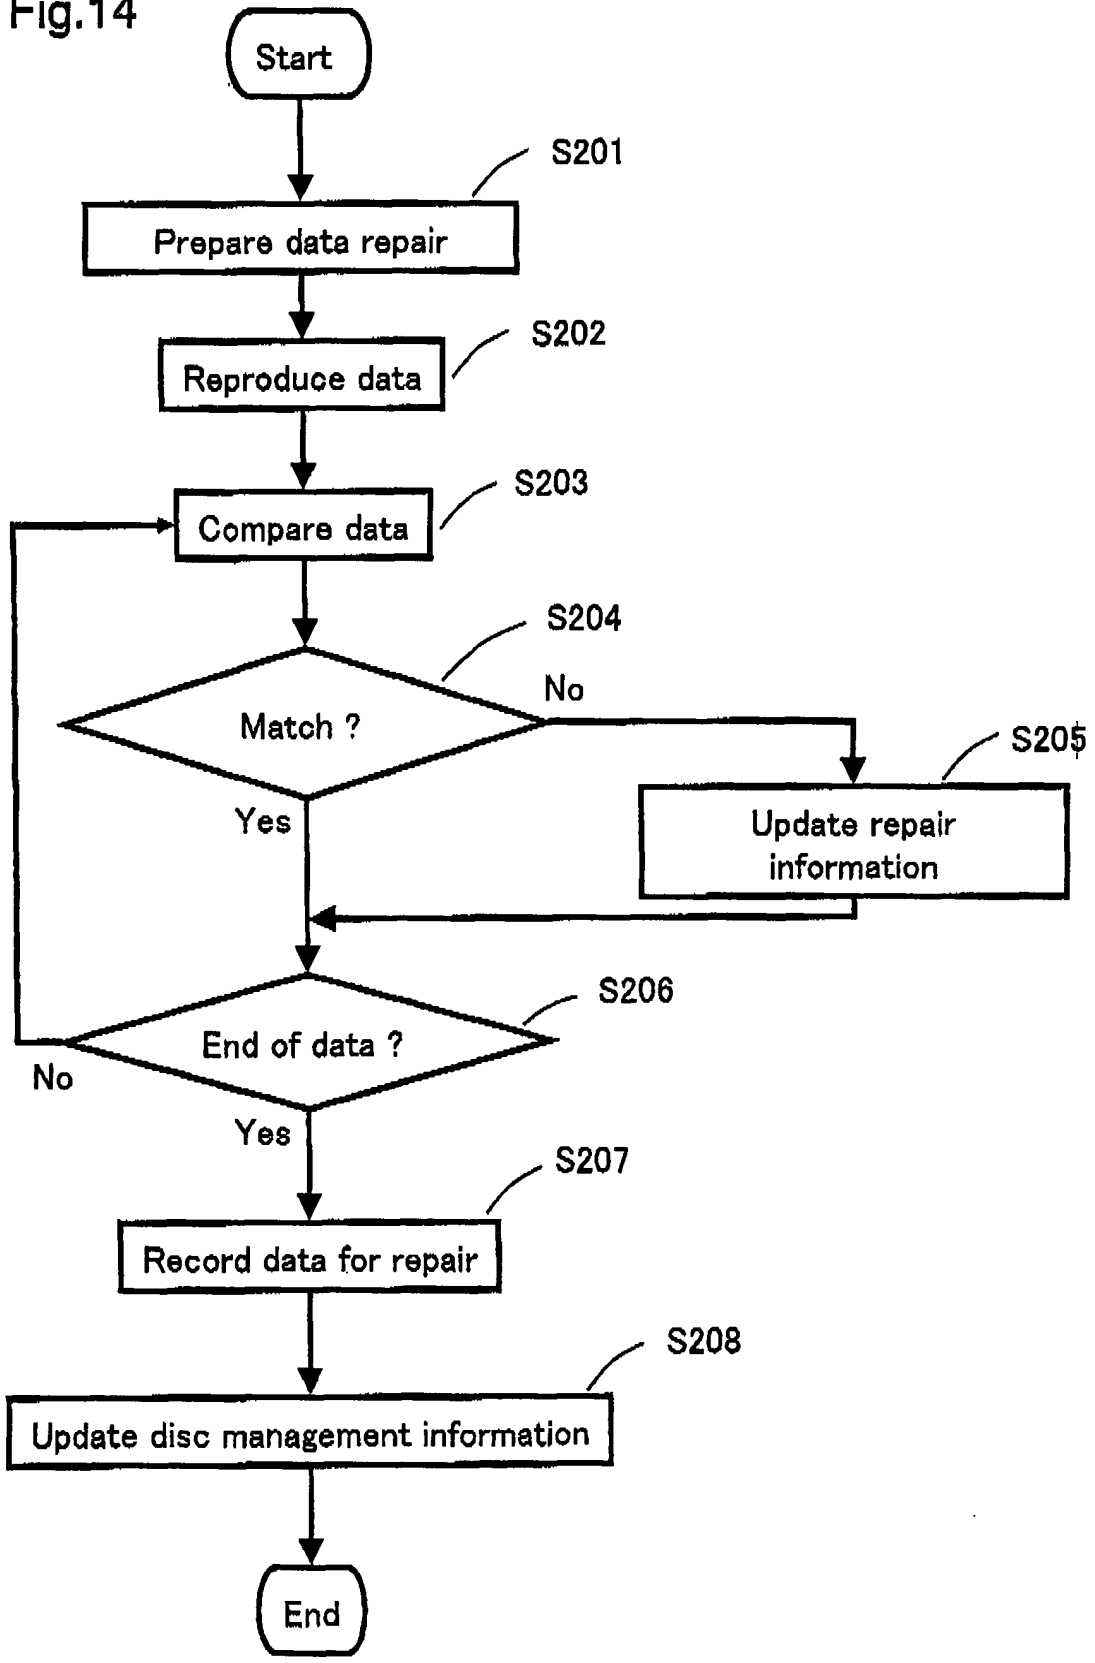 Fig.14
Start
S201
Prepare data repair
S202
Reproduce data
S203
Compare data
S204
Match ?
No
Yes
S205
Update repair
information
S206
End of data ?
No
Yes
S207
Record data for repair
S208
Update disc management information
End